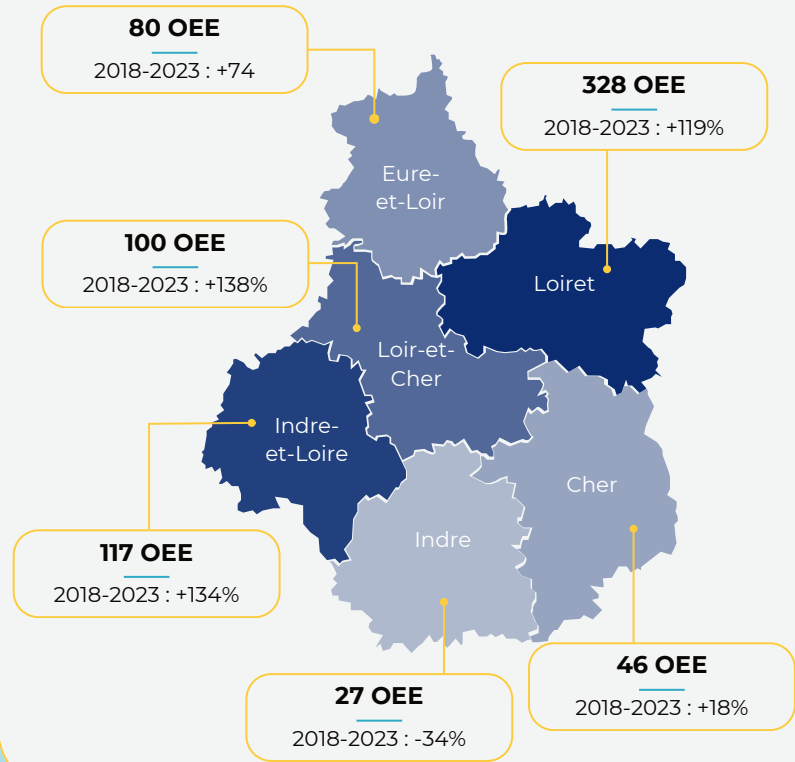 80 OEE
2018-2023 : +74
328 OEE
2018-2023 : +119%
Eure-
et-Loir
100 OEE
2018-2023 : +138%
Loiret
Loir-et-
Cher
Indre-
et-Loire
Cher
Indre
117 OEE
2018-2023 : +134%
46 OEE
2018-2023 : +18%
27 OEE
2018-2023 : -34%